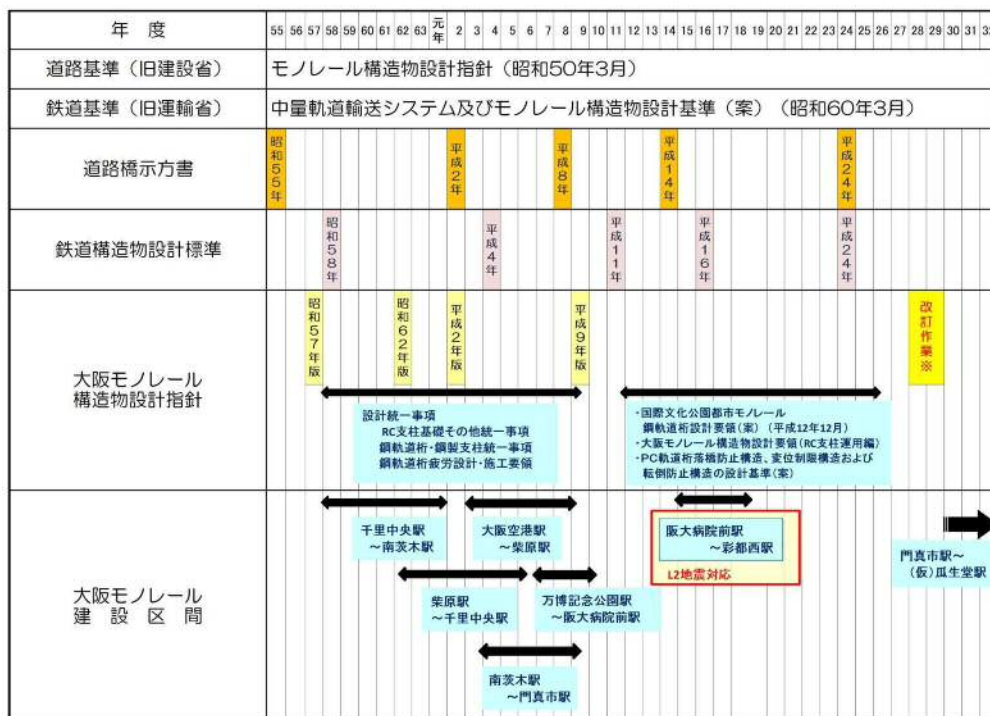 年 度
55 56 57 58 59 60 61 62 63 元年 2 3 4 5 6 7 8 9 10 11 12 13 14 15 16 17 18 19 20 21 22 23 24 25 26 27 28 29 30 31 32
道路基準（旧建設省）
モノレール構造物設計指針（昭和50年3月）
鉄道基準（旧運輸省）
中量軌道輸送システム及びモノレール構造物設計基準（案）（昭和60年3月）
道路橋示方書
昭和55年
平成2年
平成8年
平成14年
平成24年
鉄道構造物設計標準
昭和58年
平成4年
平成11年
平成16年
平成24年
大阪モノレール
構造物設計指針
昭和57年版
昭和62年版
平成2年版
平成9年版
改訂作業※
設計統一事項
RC支柱基礎その他統一事項
鋼軌道桁・鋼製支柱統一事項
鋼軌道桁疲労設計・施工要領
・国際文化公園都市モノレール
鋼軌道桁設計要領(案)（平成12年12月）
・大阪モノレール構造物設計要領(RC支柱運用編)
・PC軌道桁落橋防止構造、変位制限構造および
転倒防止構造の設計基準(案)
大阪モノレール
建 設 区 間
千里中央駅
～南茨木駅
大阪空港駅
～柴原駅
阪大病院前駅
～彩都西駅
L2地震対応
門真市駅～
(仮)瓜生堂駅
柴原駅
～千里中央駅
万博記念公園駅
～阪大病院前駅
南茨木駅
～門真市駅